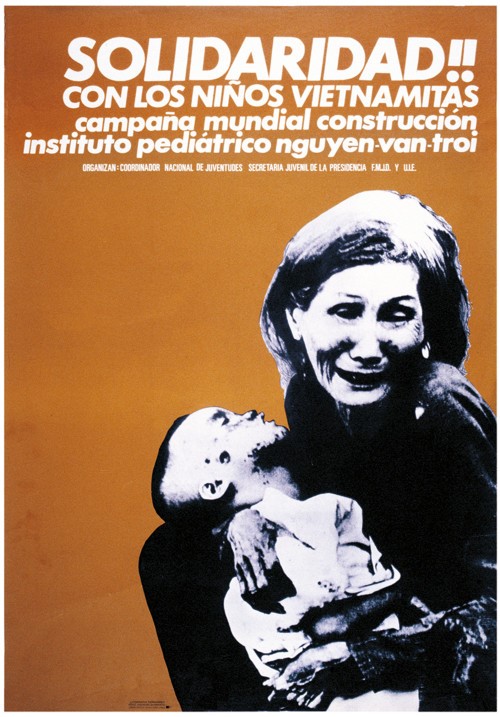 SOLIDARIDAD!!
CON LOS NIÑOS VIETNAMITAS
campaña mundial construcción
instituto pediátrico nguyen-van-troi
ORGANIZAN: COORDINADOR NACIONAL DE JUVENTUDES SECRETARIA JUVENIL DE LA PRESIDENCIA F.M.J.D. Y U.I.E.